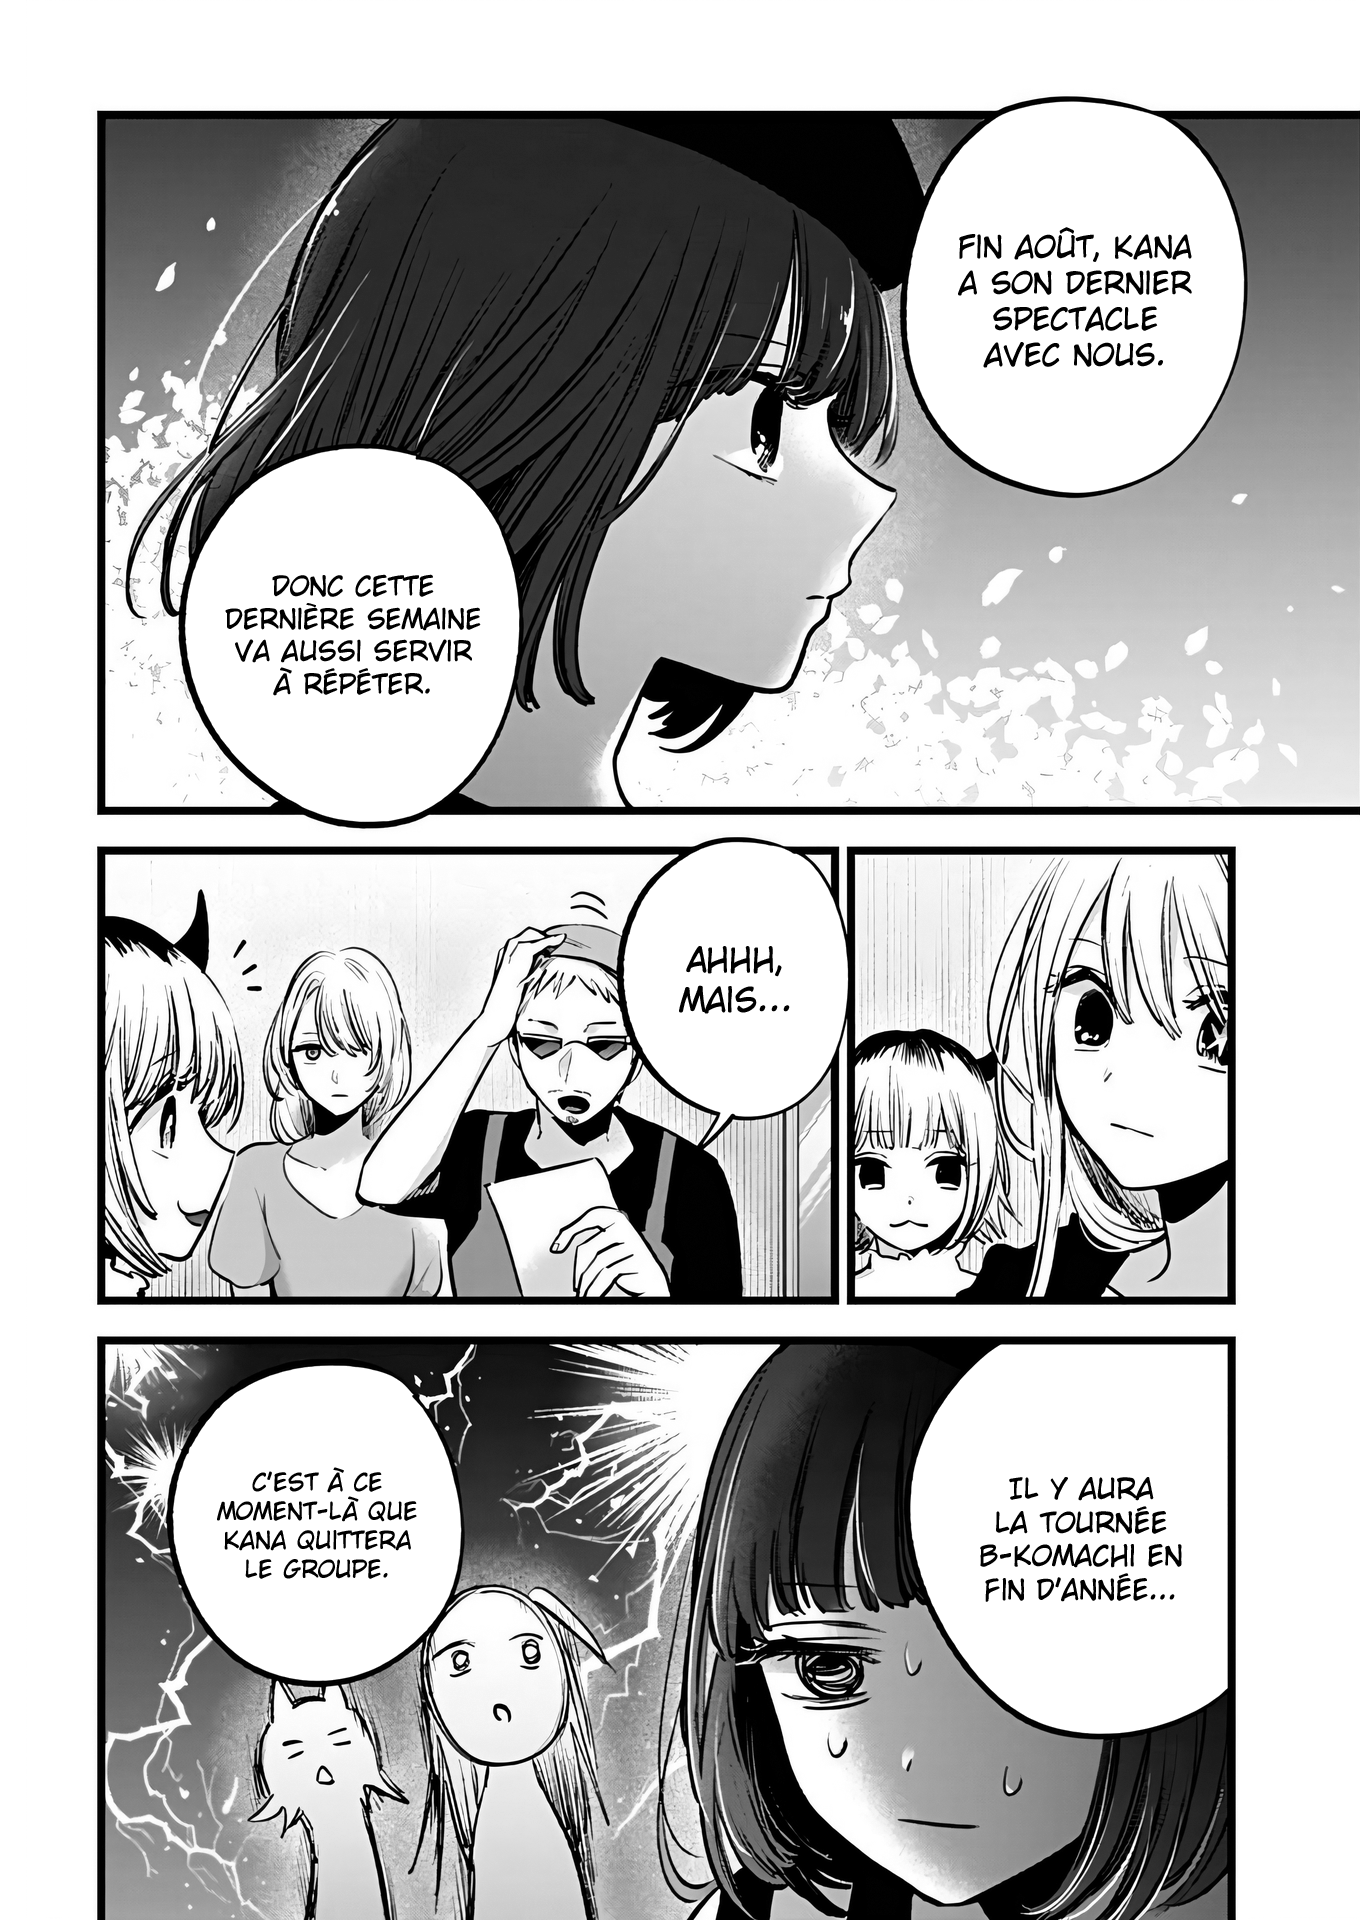 FIN AOÛT, KANA
A SON DERNIER
SPECTACLE
AVEC NOUS.
DONC CETTE
DERNIÈRE SEMAINE
VA AUSSI SERVIR
À RÉPÉTER.
AHHH,
MAIS...
IL Y AURA
LA TOURNÉE
B-KOMACHI EN
FIN D'ANNÉE...
C'EST À CE
MOMENT-LÀ QUE
KANA QUITTERA
LE GROUPE.